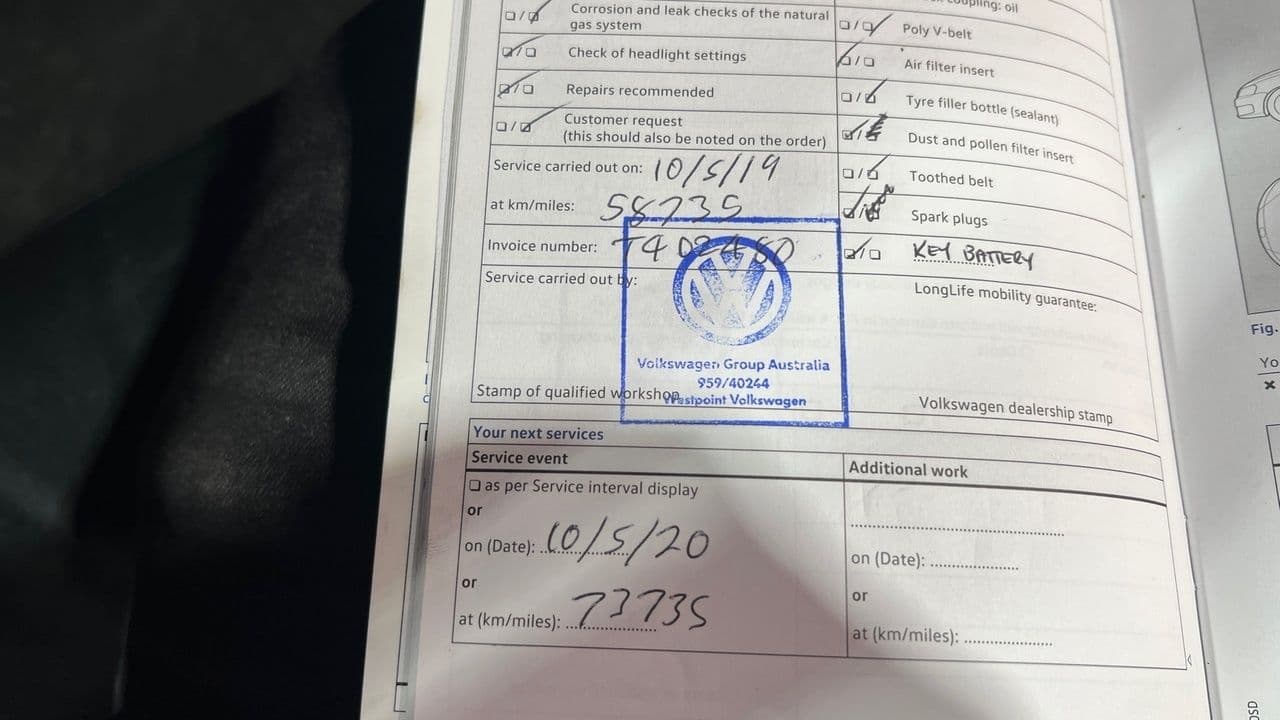 coupling: oil
❏ / ❏ Corrosion and leak checks of the natural
gas system
❏ / ❏ Poly V-belt
❏ / ❏ Check of headlight settings
❏ / ❏ Air filter insert
❏ / ❏ Repairs recommended
❏ / ❏ Tyre filler bottle (sealant)
❏ / ❏ Customer request
(this should also be noted on the order)
❏ / ❏ Dust and pollen filter insert
Service carried out on: 10/5/19
❏ / ❏ Toothed belt
at km/miles: 58735
❏ / ❏ Spark plugs
Invoice number: T402480
❏ / ❏ KEY BATTERY
Service carried out by:
LongLife mobility guarantee:
Volkswagen Group Australia
959/40244
Westpoint Volkswagen
Stamp of qualified workshop
Volkswagen dealership stamp
Your next services
Service event
Additional work
❏ as per Service interval display
or
on (Date): 10/5/20
on (Date): ....................
or
or
at (km/miles): 73735
at (km/miles): ....................
Fig.
Yo